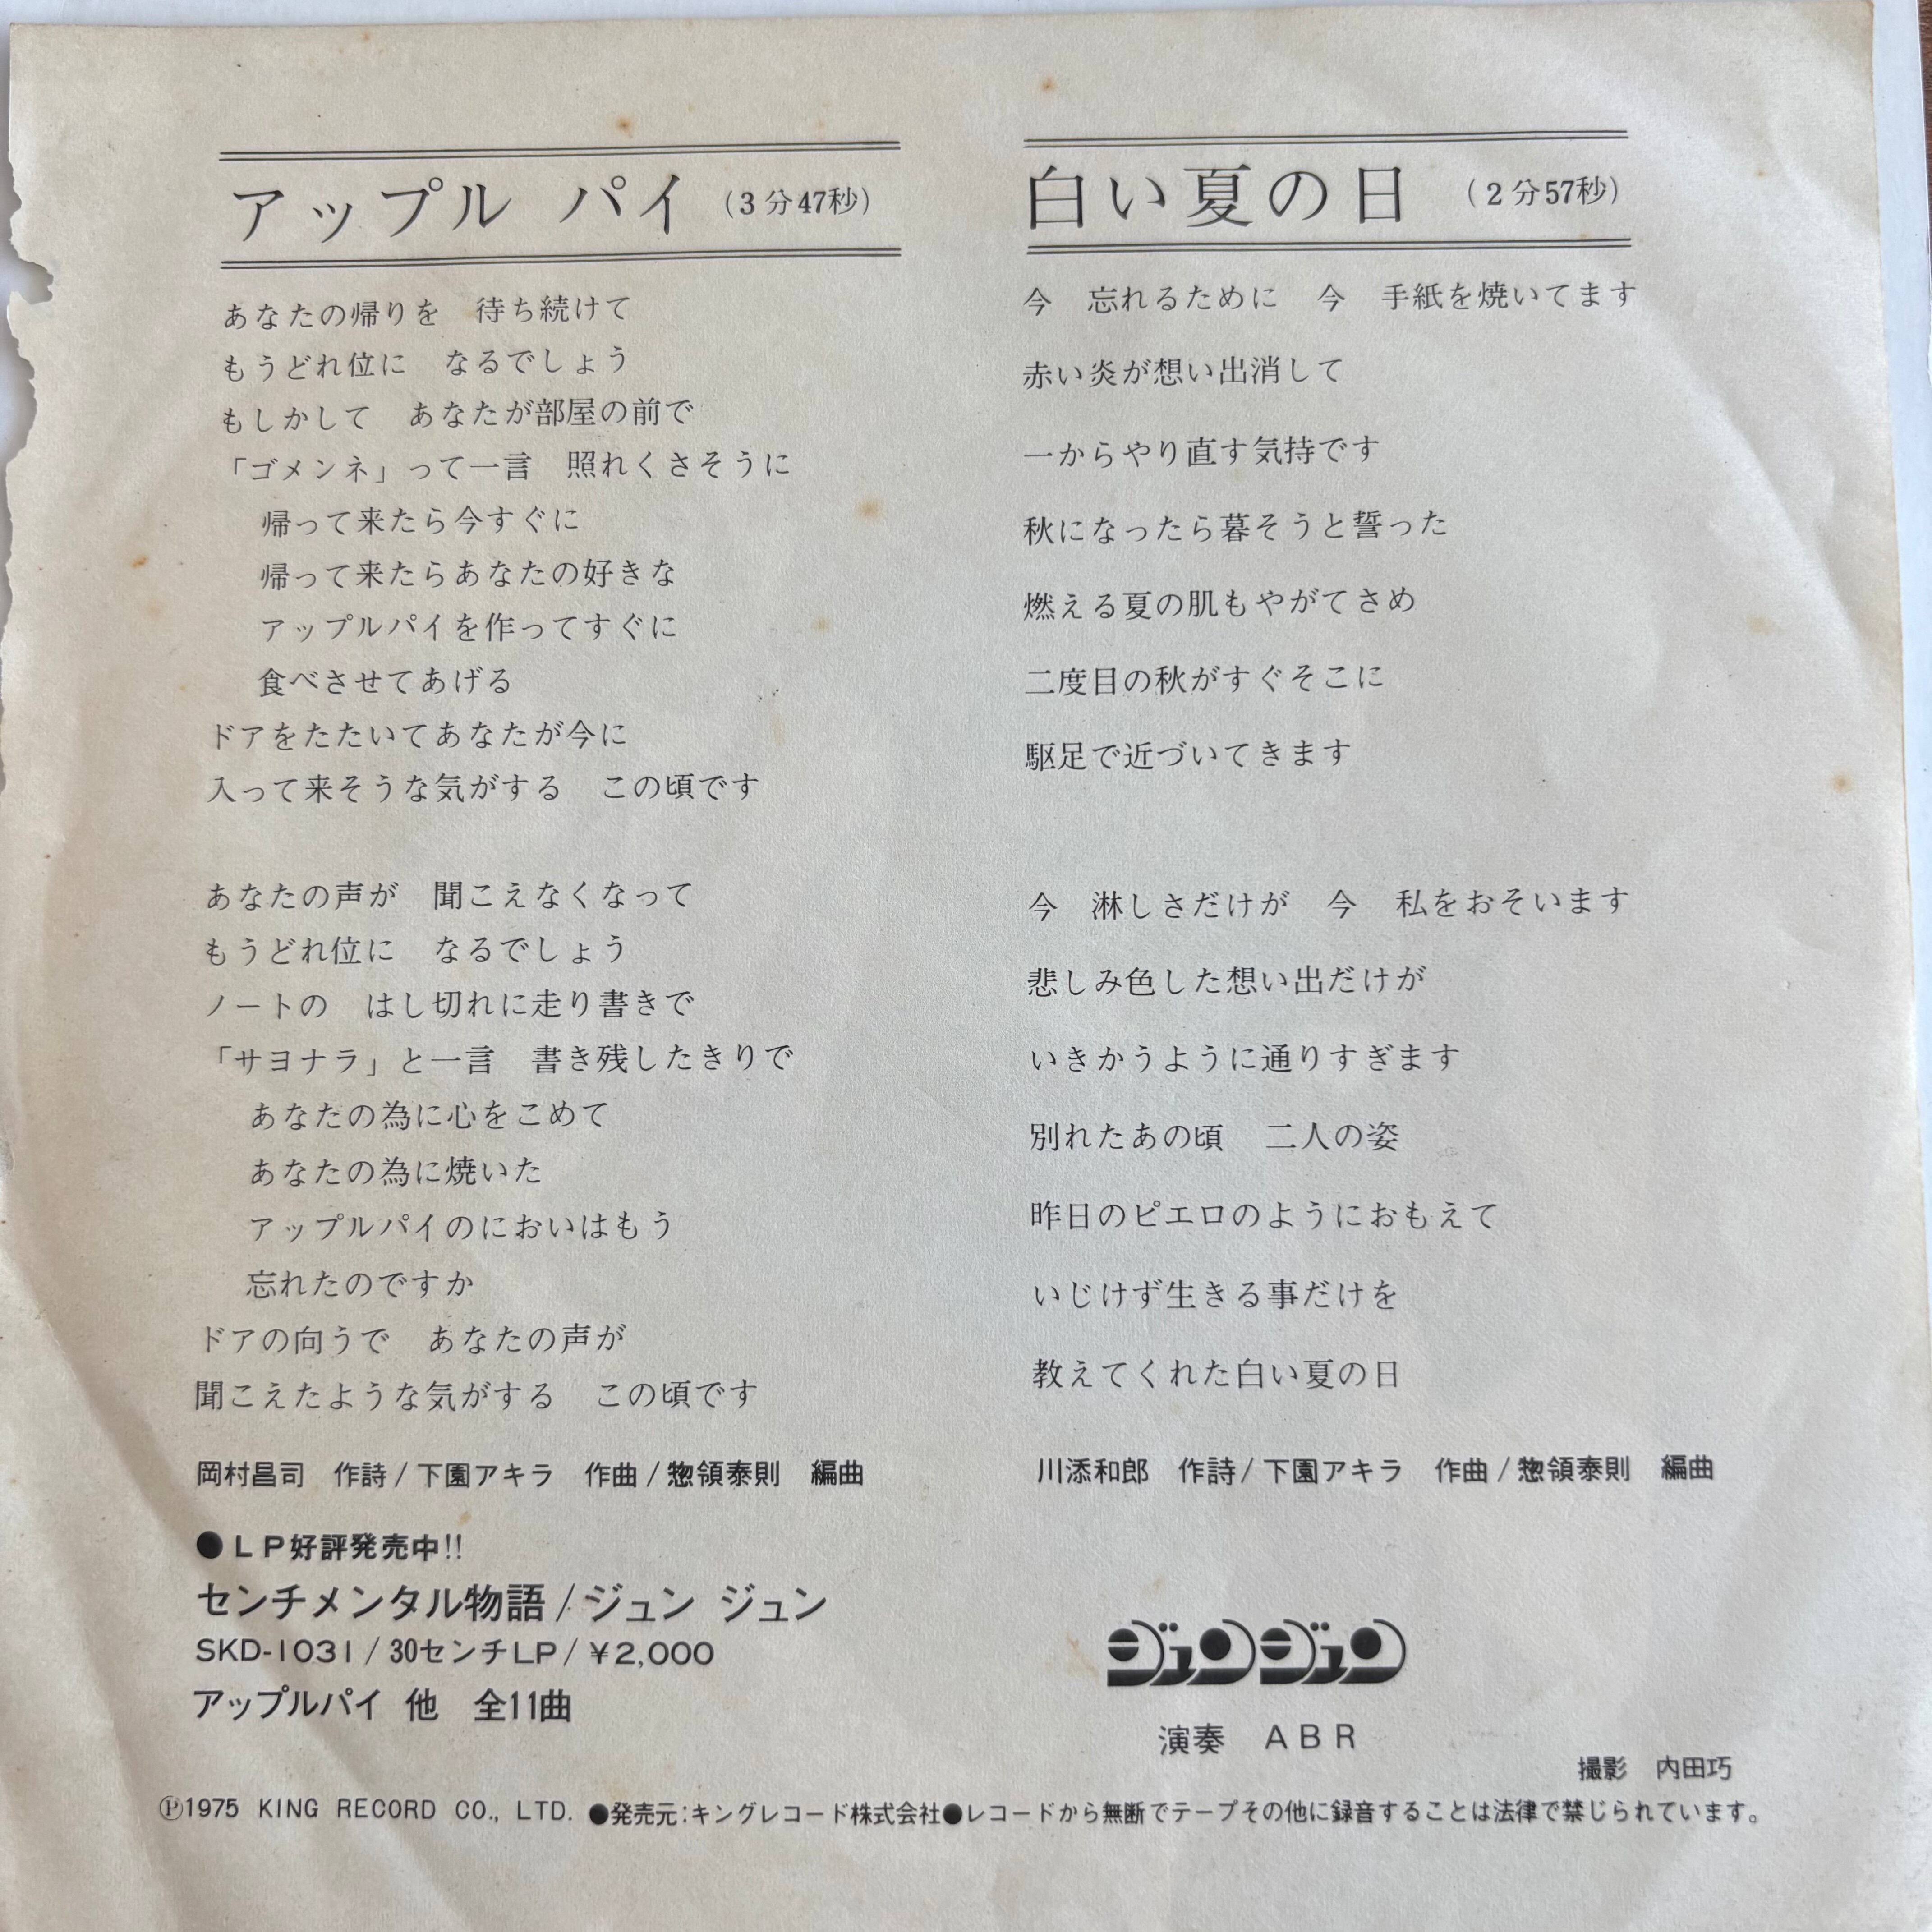 アップル パイ (3分47秒)
あなたの帰りを　待ち続けて
もうどれ位に　なるでしょう
もしかして　あなたが部屋の前で
「ゴメンネ」って一言　照れくさそうに
帰って来たら今すぐに
帰って来たらあなたの好きな
アップルパイを作ってすぐに
食べさせてあげる
ドアをたたいてあなたが今に
入って来そうな気がする　この頃です
あなたの声が　聞こえなくなって
もうどれ位に　なるでしょう
ノートの　はし切れに走り書きで
「サヨナラ」と一言　書き残したきりで
あなたの為に心をこめて
あなたの為に焼いた
アップルパイのにおいはもう
忘れたのですか
ドアの向うで　あなたの声が
聞こえたような気がする　この頃です
岡村昌司　作詩/下園アキラ　作曲/惣領泰則　編曲
●LP好評発売中!!
センチメンタル物語/ジュン ジュン
SKD-1031/30センチLP/¥2,000
アップルパイ 他　全11曲
白い夏の日 (2分57秒)
今　忘れるために　今　手紙を焼いてます
赤い炎が想い出消して
一からやり直す気持です
秋になったら暮そうと誓った
燃える夏の肌もやがてさめ
二度目の秋がすぐそこに
駆足で近づいてきます
今　淋しさだけが　今　私をおそいます
悲しみ色した想い出だけが
いきかうように通りすぎます
別れたあの頃　二人の姿
昨日のピエロのようにおもえて
いじけず生きる事だけを
教えてくれた白い夏の日
川添和郎　作詩/下園アキラ　作曲/惣領泰則　編曲
ジュンジュン
演奏　ABR
撮影　内田巧
Ⓟ1975 KING RECORD CO., LTD. ●発売元:キングレコード株式会社●レコードから無断でテープその他に録音することは法律で禁じられています。